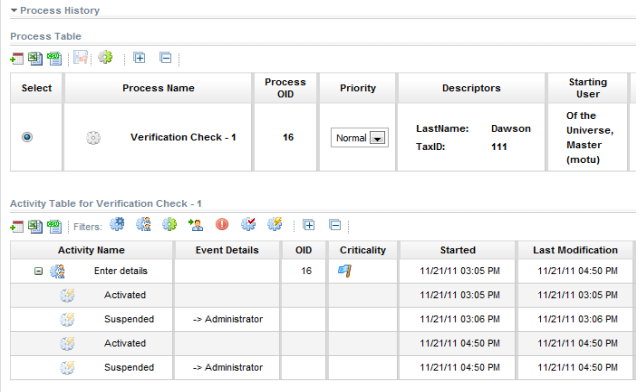 Process History
Process Table
Select Process Name Process OID Priority Descriptors Starting User
Verification Check - 1 16 Normal LastName: Dawson TaxID: 111 Of the Universe, Master (motu)
Activity Table for Verification Check - 1
Filters:
Activity Name Event Details OID Criticality Started Last Modification
Enter details 16 11/21/11 03:05 PM 11/21/11 04:50 PM
Activated 11/21/11 03:05 PM 11/21/11 03:05 PM
Suspended -> Administrator 11/21/11 03:06 PM 11/21/11 03:06 PM
Activated 11/21/11 04:50 PM 11/21/11 04:50 PM
Suspended -> Administrator 11/21/11 04:50 PM 11/21/11 04:50 PM